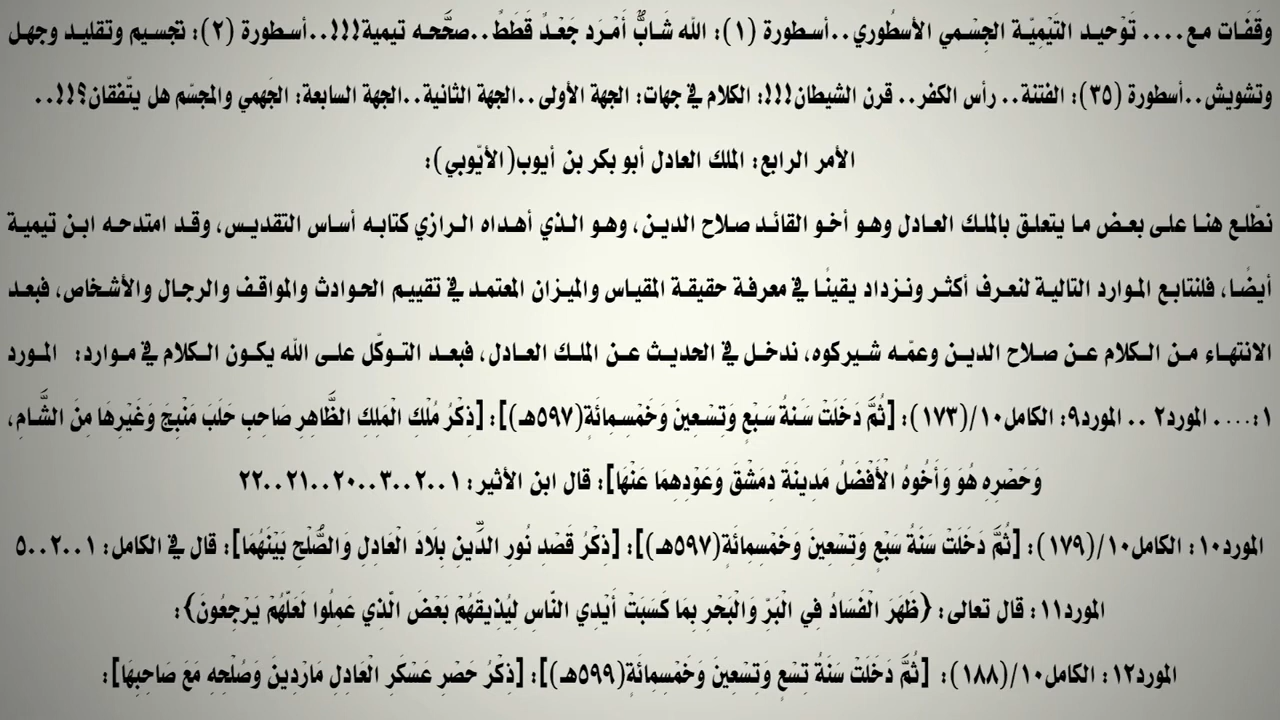 وقَفَات مع.... تَوْحيد التَيْمِيّة الجِسْمي الأسطُوري..أسطورة (١): الله شَابٌّ أَمْرَد جَعْدٌ قَطَطٌ..صحَّحه تيمية!!!..أسطورة (٢): تجسيم وتقليد وجهل
وتشويش..أسطورة (٣٥): الفتنة.. رأس الكفر.. قرن الشيطان!!!: الكلام في جهات: الجهة الأولى..الجهة الثانية..الجهة السابعة: الجَهمي والمجسّم هل يتّفقان؟!!..
الأمر الرابع: الملك العادل أبو بكر بن أيوب(الأيّوبي):
نطّلع هنا على بعض ما يتعلق بالملك العادل وهو أخو القائد صلاح الدين، وهو الذي أهداه الرازي كتابه أساس التقديس، وقد امتدحه ابن تيمية
أيضًا، فلنتابع الموارد التالية لنعرف أكثر ونزداد يقينًا في معرفة حقيقة المقياس والميزان المعتمد في تقييم الحوادث والمواقف والرجال والأشخاص، فبعد
الانتهاء من الكلام عن صلاح الدين وعمّه شيركوه، ندخل في الحديث عن الملك العادل، فبعد التوكّل على الله يكون الكلام في موارد: المورد
١:.... المورد٢ .. المورد٩: الكامل١٠/(١٧٣): [ثُمَّ دَخَلَتْ سَنَةُ سَبْعٍ وَتِسْعِينَ وَخَمْسِمِائَةٍ(٥٩٧هـ)]: [ذِكْرُ مُلْكِ الْمَلِكِ الظَّاهِرِ صَاحِبِ حَلَبَ مَنْبِجَ وَغَيْرِهَا مِنَ الشَّامِ،
وَحَصْرِهِ هُوَ وَأَخُوهُ الْأَفْضَلُ مَدِينَةَ دِمَشْقَ وَعَوْدِهِمَا عَنْهَا]: قال ابن الأثير: ١..٢..٣..٢٠..٢١..٢٢
المورد١٠: الكامل١٠/(١٧٩): [ثُمَّ دَخَلَتْ سَنَةُ سَبْعٍ وَتِسْعِينَ وَخَمْسِمِائَةٍ(٥٩٧هـ)]: [ذِكْرُ قَصْدِ نُورِ الدِّينِ بِلَادَ الْعَادِلِ وَالصُّلْحِ بَيْنَهُمَا]: قال في الكامل: ١..٢..٥
المورد١١: قال تعالى: {ظَهَرَ الْفَسَادُ فِي الْبَرِّ وَالْبَحْرِ بِمَا كَسَبَتْ أَيْدِي النَّاسِ لِيُذِيقَهُمْ بَعْضَ الَّذِي عَمِلُوا لَعَلَّهُمْ يَرْجِعُونَ}:
المورد١٢: الكامل١٠/(١٨٨): [ثُمَّ دَخَلَتْ سَنَةُ تِسْعٍ وَتِسْعِينَ وَخَمْسِمِائَةٍ(٥٩٩هـ)]: [ذِكْرُ حَصْرِ عَسْكَرِ الْعَادِلِ مَارْدِينَ وَصُلْحِهِ مَعَ صَاحِبِهَا]: